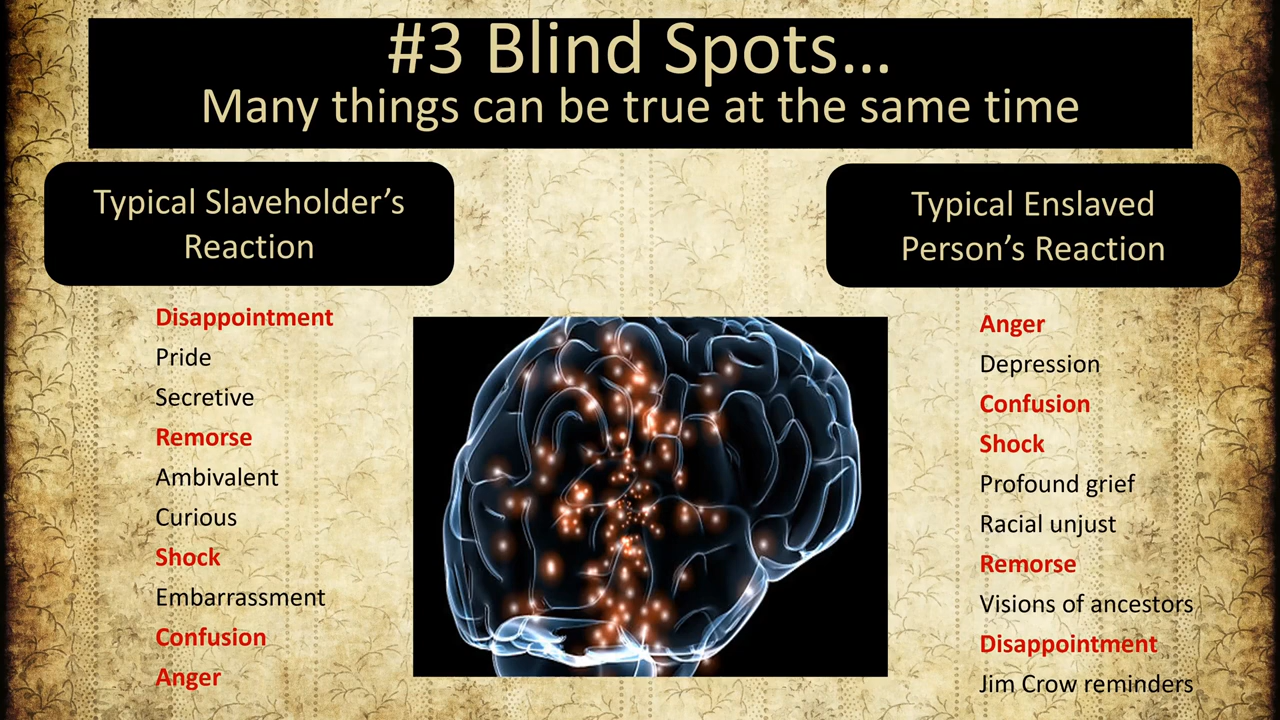 #3 Blind Spots…
Many things can be true at the same time
Typical Slaveholder’s
Reaction
Disappointment
Pride
Secretive
Remorse
Ambivalent
Curious
Shock
Embarrassment
Confusion
Anger
Typical Enslaved
Person’s Reaction
Anger
Depression
Confusion
Shock
Profound grief
Racial unjust
Remorse
Visions of ancestors
Disappointment
Jim Crow reminders